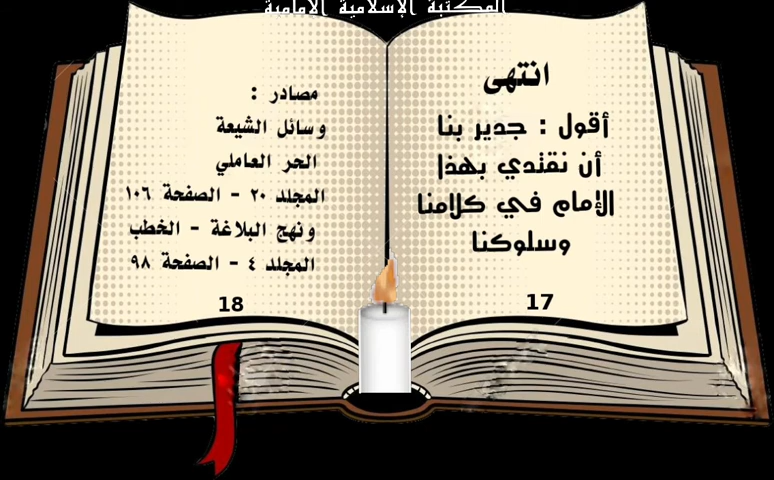 المكتبة الإسلامية الإمامية
انتهى
أقول : جدير بنا
أن نقتدي بهذا
الإمام في كلامنا
وسلوكنا
17
مصادر :
وسائل الشيعة
الحر العاملي
المجلد ٢٠ - الصفحة ١٠٦
ونهج البلاغة - الخطب
المجلد ٤ - الصفحة ٩٨
18